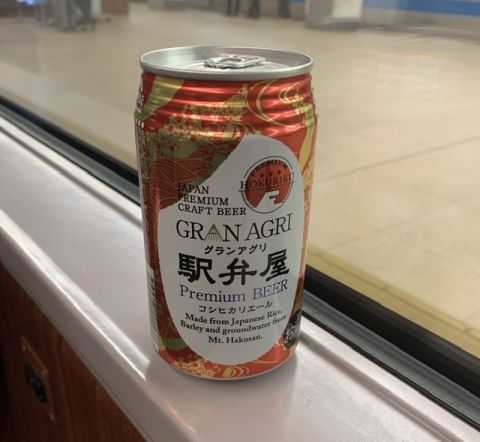 PREMIUM
HOKURIKU
JAPAN
PREMIUM
CRAFT BEER
GRAN AGRI
グランアグリ
駅弁屋
Premium BEER
コシヒカリエール
Made from Japanese Rice,
Barley and groundwater from
Mt. Hakusan.